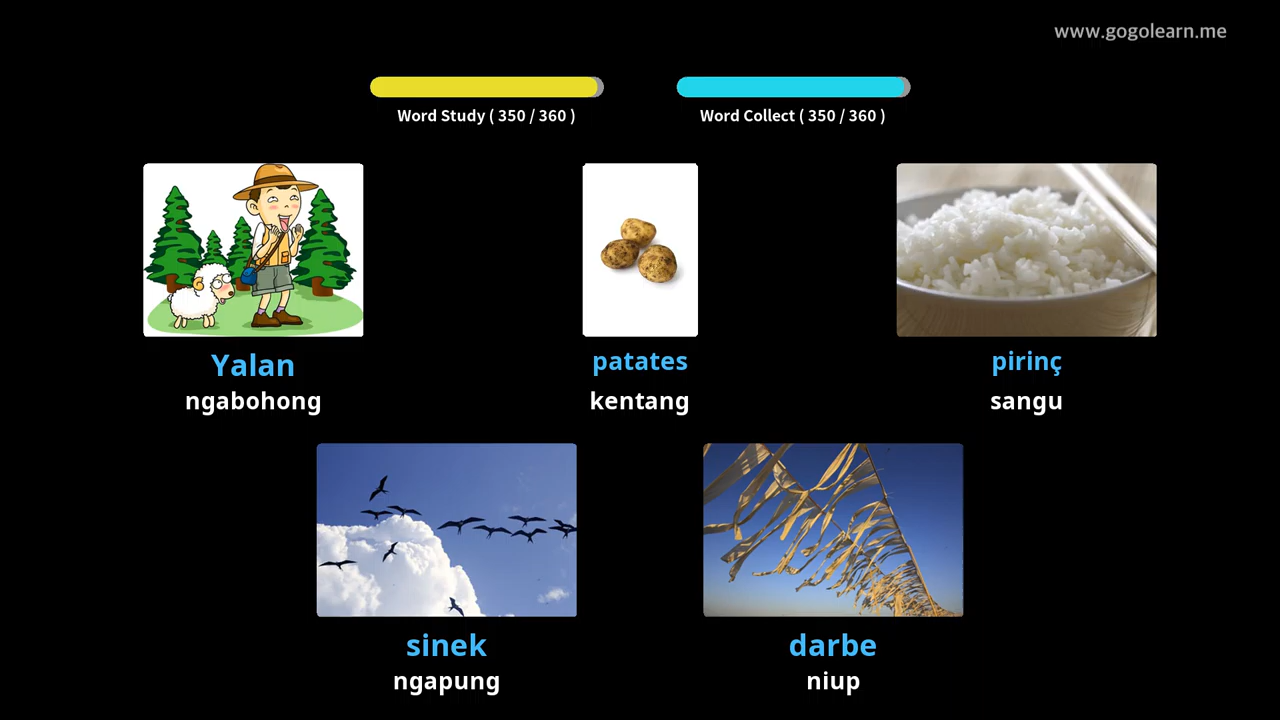 www.gogolearn.me
Word Study ( 350 / 360 )
Word Collect ( 350 / 360 )
Yalan
ngabohong
patates
kentang
pirinç
sangu
sinek
ngapung
darbe
niup